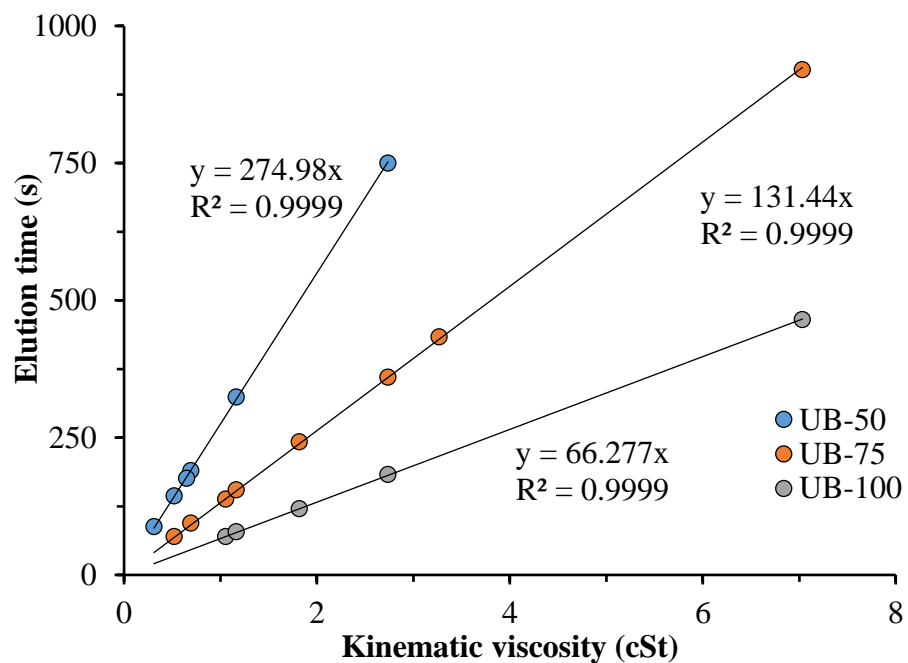 1000
750
500
250
0
Elution time (s)
y = 274.98x
R² = 0.9999
y = 131.44x
R² = 0.9999
y = 66.277x
R² = 0.9999
UB-50
UB-75
UB-100
0 2 4 6 8
Kinematic viscosity (cSt)